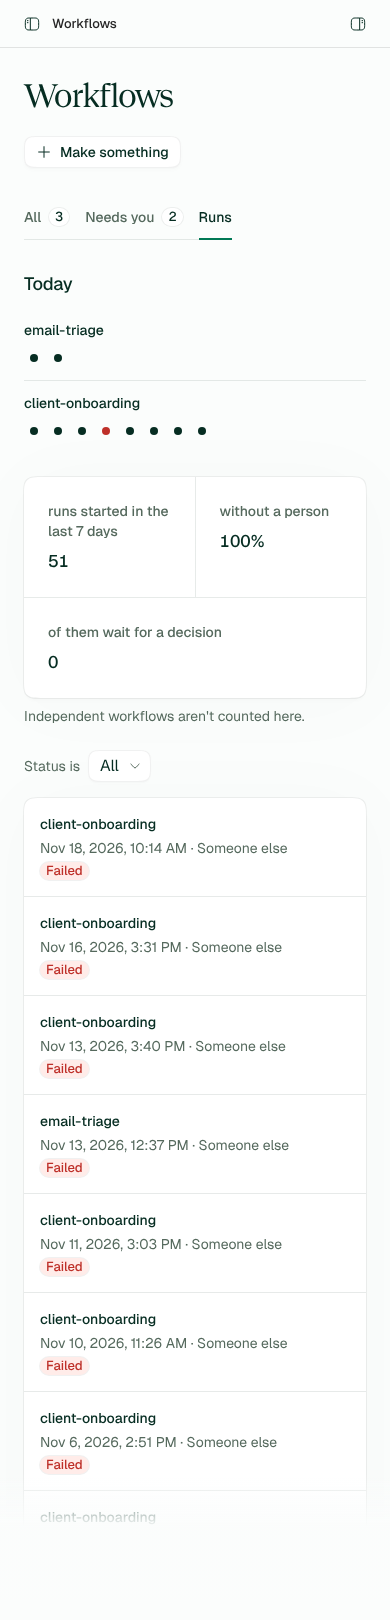 Workflows
Workflows
Make something
All 3 Needs you 2 Runs
Today
email-triage
client-onboarding
runs started in the
last 7 days
51
without a person
100%
of them wait for a decision
0
Independent workflows aren't counted here.
Status is All
client-onboarding
Nov 18, 2026, 10:14 AM · Someone else
Failed
client-onboarding
Nov 16, 2026, 3:31 PM · Someone else
Failed
client-onboarding
Nov 13, 2026, 3:40 PM · Someone else
Failed
email-triage
Nov 13, 2026, 12:37 PM · Someone else
Failed
client-onboarding
Nov 11, 2026, 3:03 PM · Someone else
Failed
client-onboarding
Nov 10, 2026, 11:26 AM · Someone else
Failed
client-onboarding
Nov 6, 2026, 2:51 PM · Someone else
Failed
client-onboarding